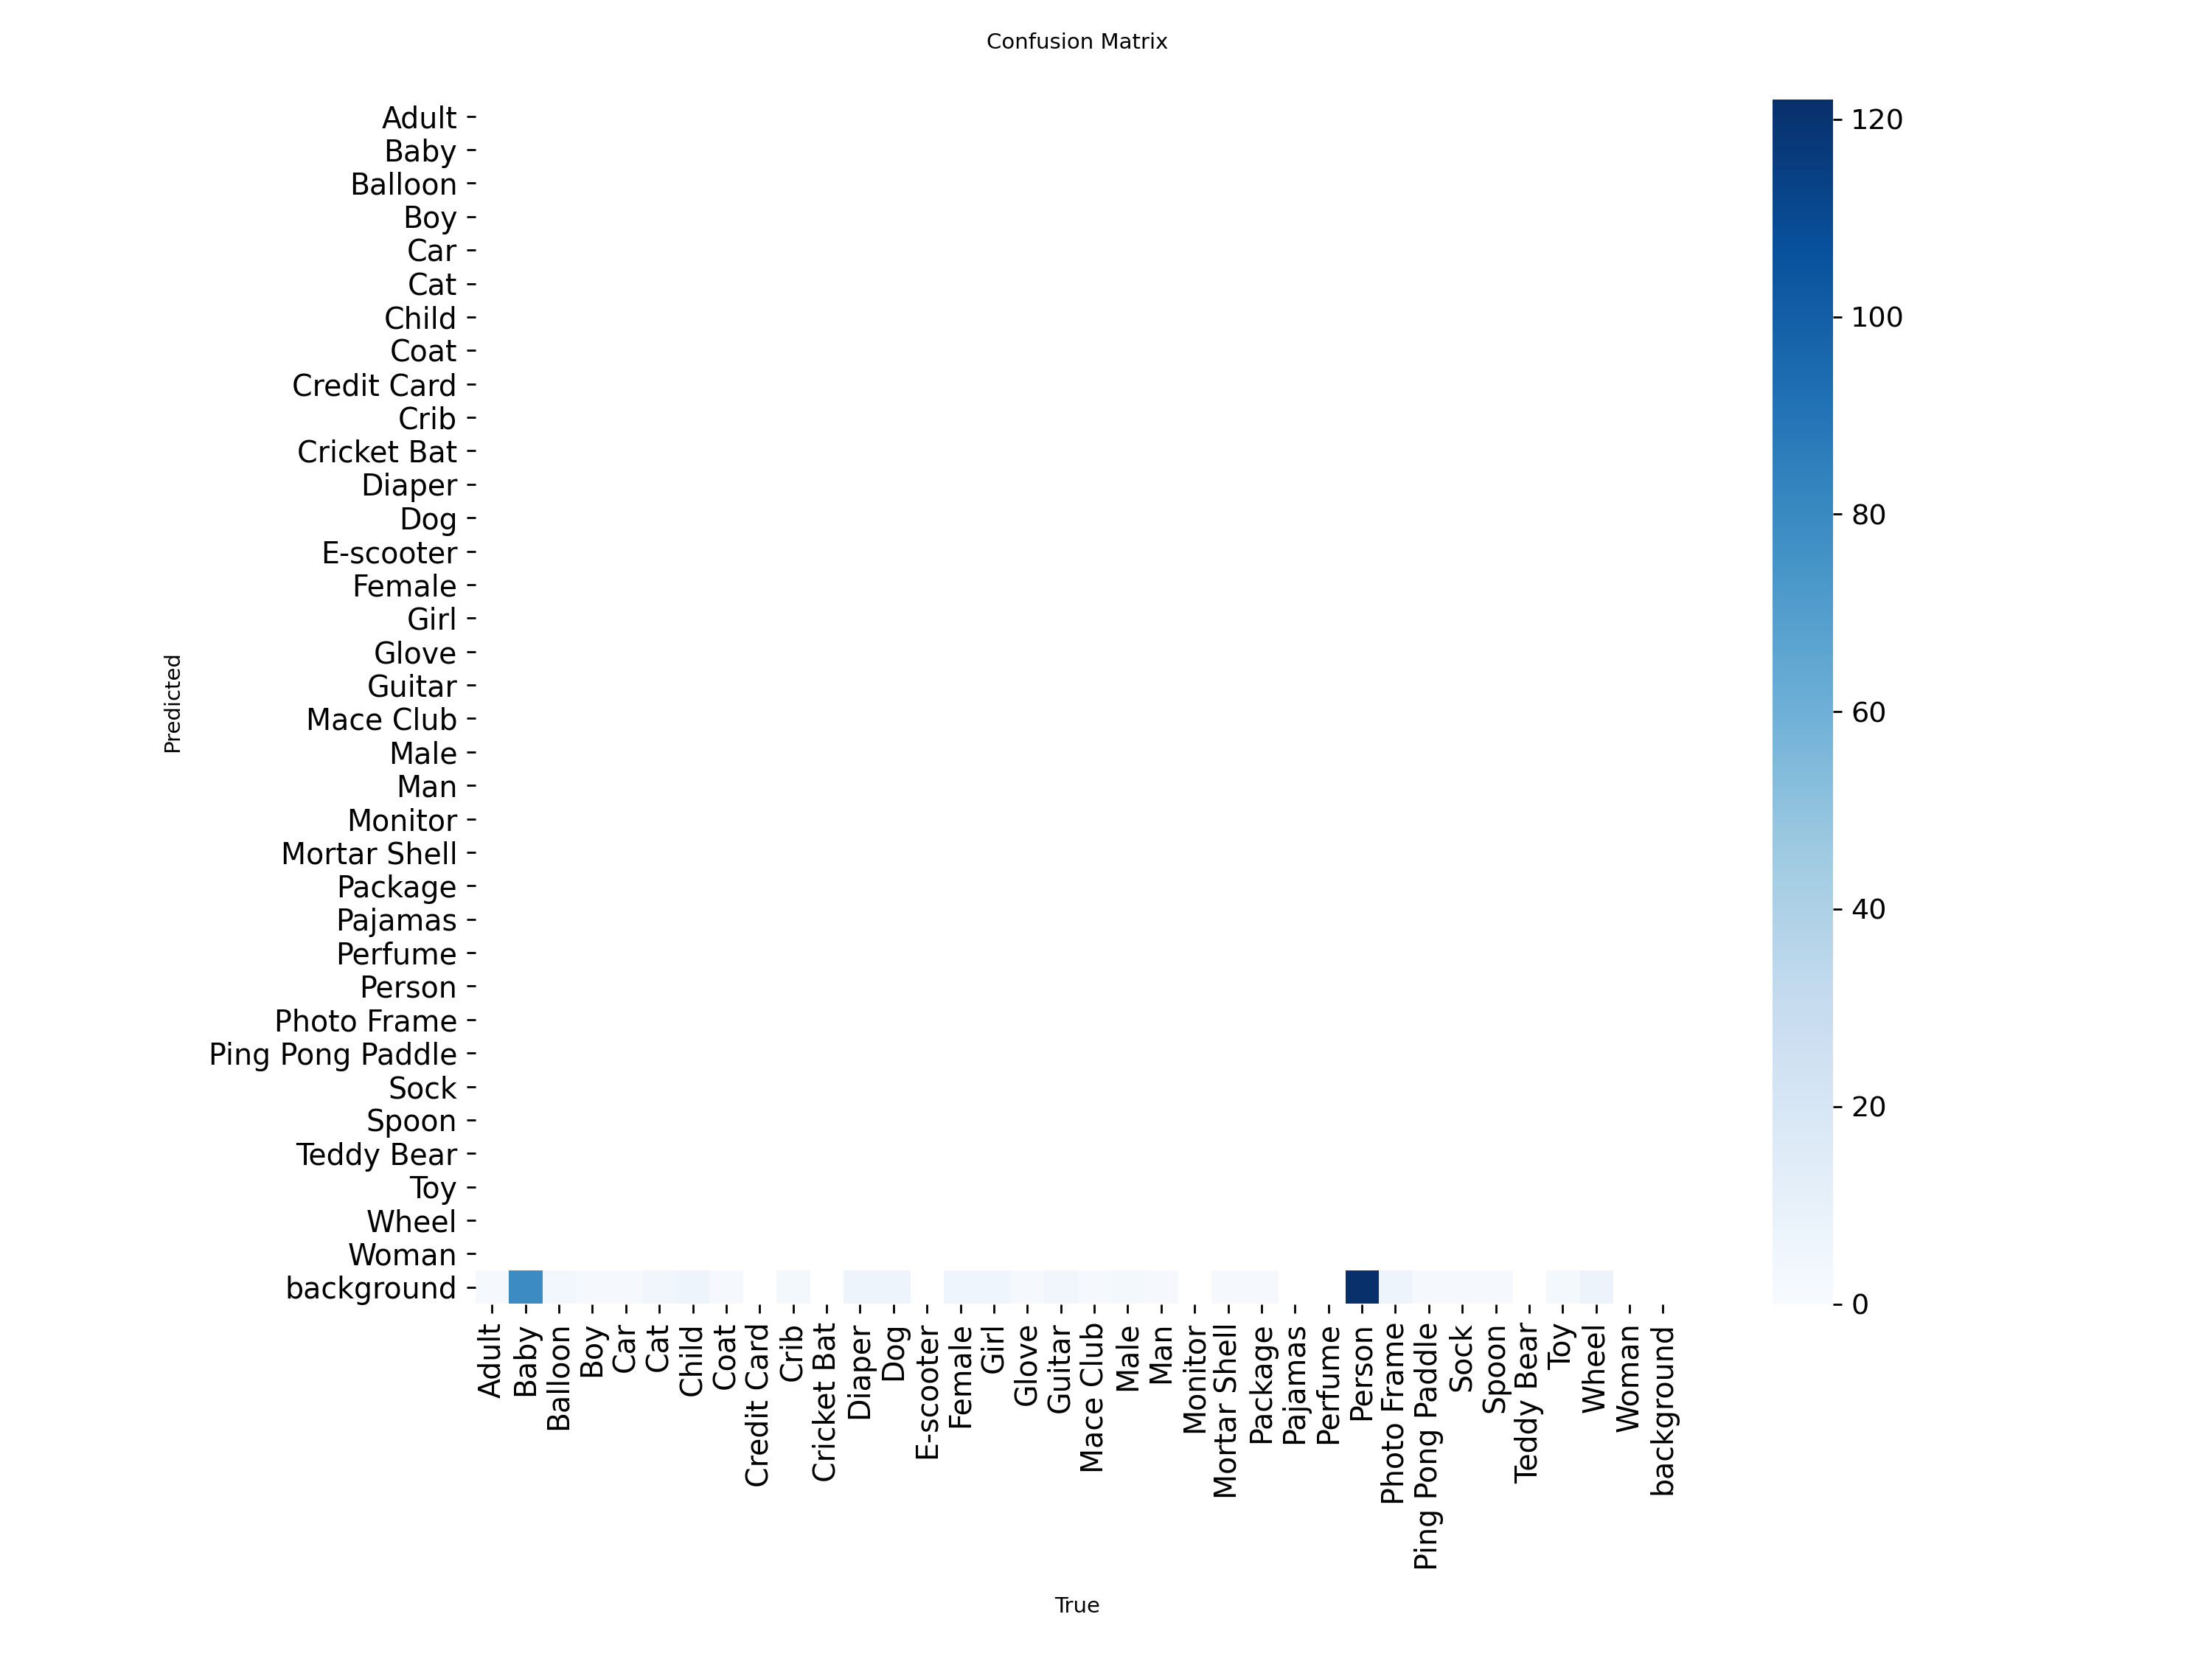 Confusion Matrix
Adult
Baby
Balloon
Boy
Car
Cat
Child
Coat
Credit Card
Crib
Cricket Bat
Diaper
Dog
E-scooter
Female
Girl
Glove
Guitar
Mace Club
Male
Man
Monitor
Mortar Shell
Package
Pajamas
Perfume
Person
Photo Frame
Ping Pong Paddle
Sock
Spoon
Teddy Bear
Toy
Wheel
Woman
background
Predicted
Adult
Baby
Balloon
Boy
Car
Cat
Child
Coat
Credit Card
Crib
Cricket Bat
Diaper
Dog
E-scooter
Female
Girl
Glove
Guitar
Mace Club
Male
Man
Monitor
Mortar Shell
Package
Pajamas
Perfume
Person
Photo Frame
Ping Pong Paddle
Sock
Spoon
Teddy Bear
Toy
Wheel
Woman
background
True
120
100
80
60
40
20
0